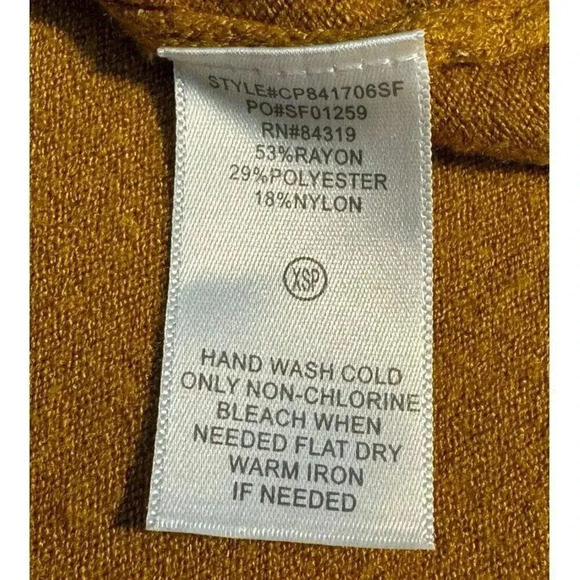 STYLE#CP841706SF
PO#SF01259
RN#84319
53%RAYON
29%POLYESTER
18%NYLON
XSP
HAND WASH COLD
ONLY NON-CHLORINE
BLEACH WHEN
NEEDED FLAT DRY
WARM IRON
IF NEEDED